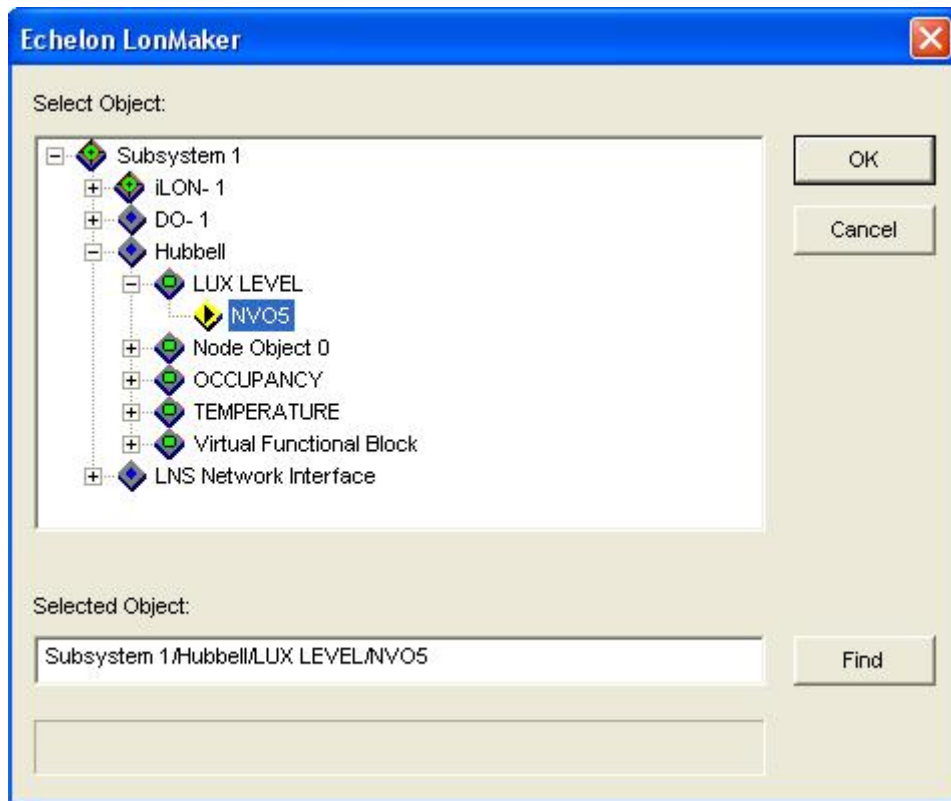 Echelon LonMaker
Select Object:
Subsystem 1
iLON- 1
DO- 1
Hubbell
LUX LEVEL
NVO5
Node Object 0
OCCUPANCY
TEMPERATURE
Virtual Functional Block
LNS Network Interface
OK
Cancel
Selected Object:
Subsystem 1/Hubbell/LUX LEVEL/NVO5
Find